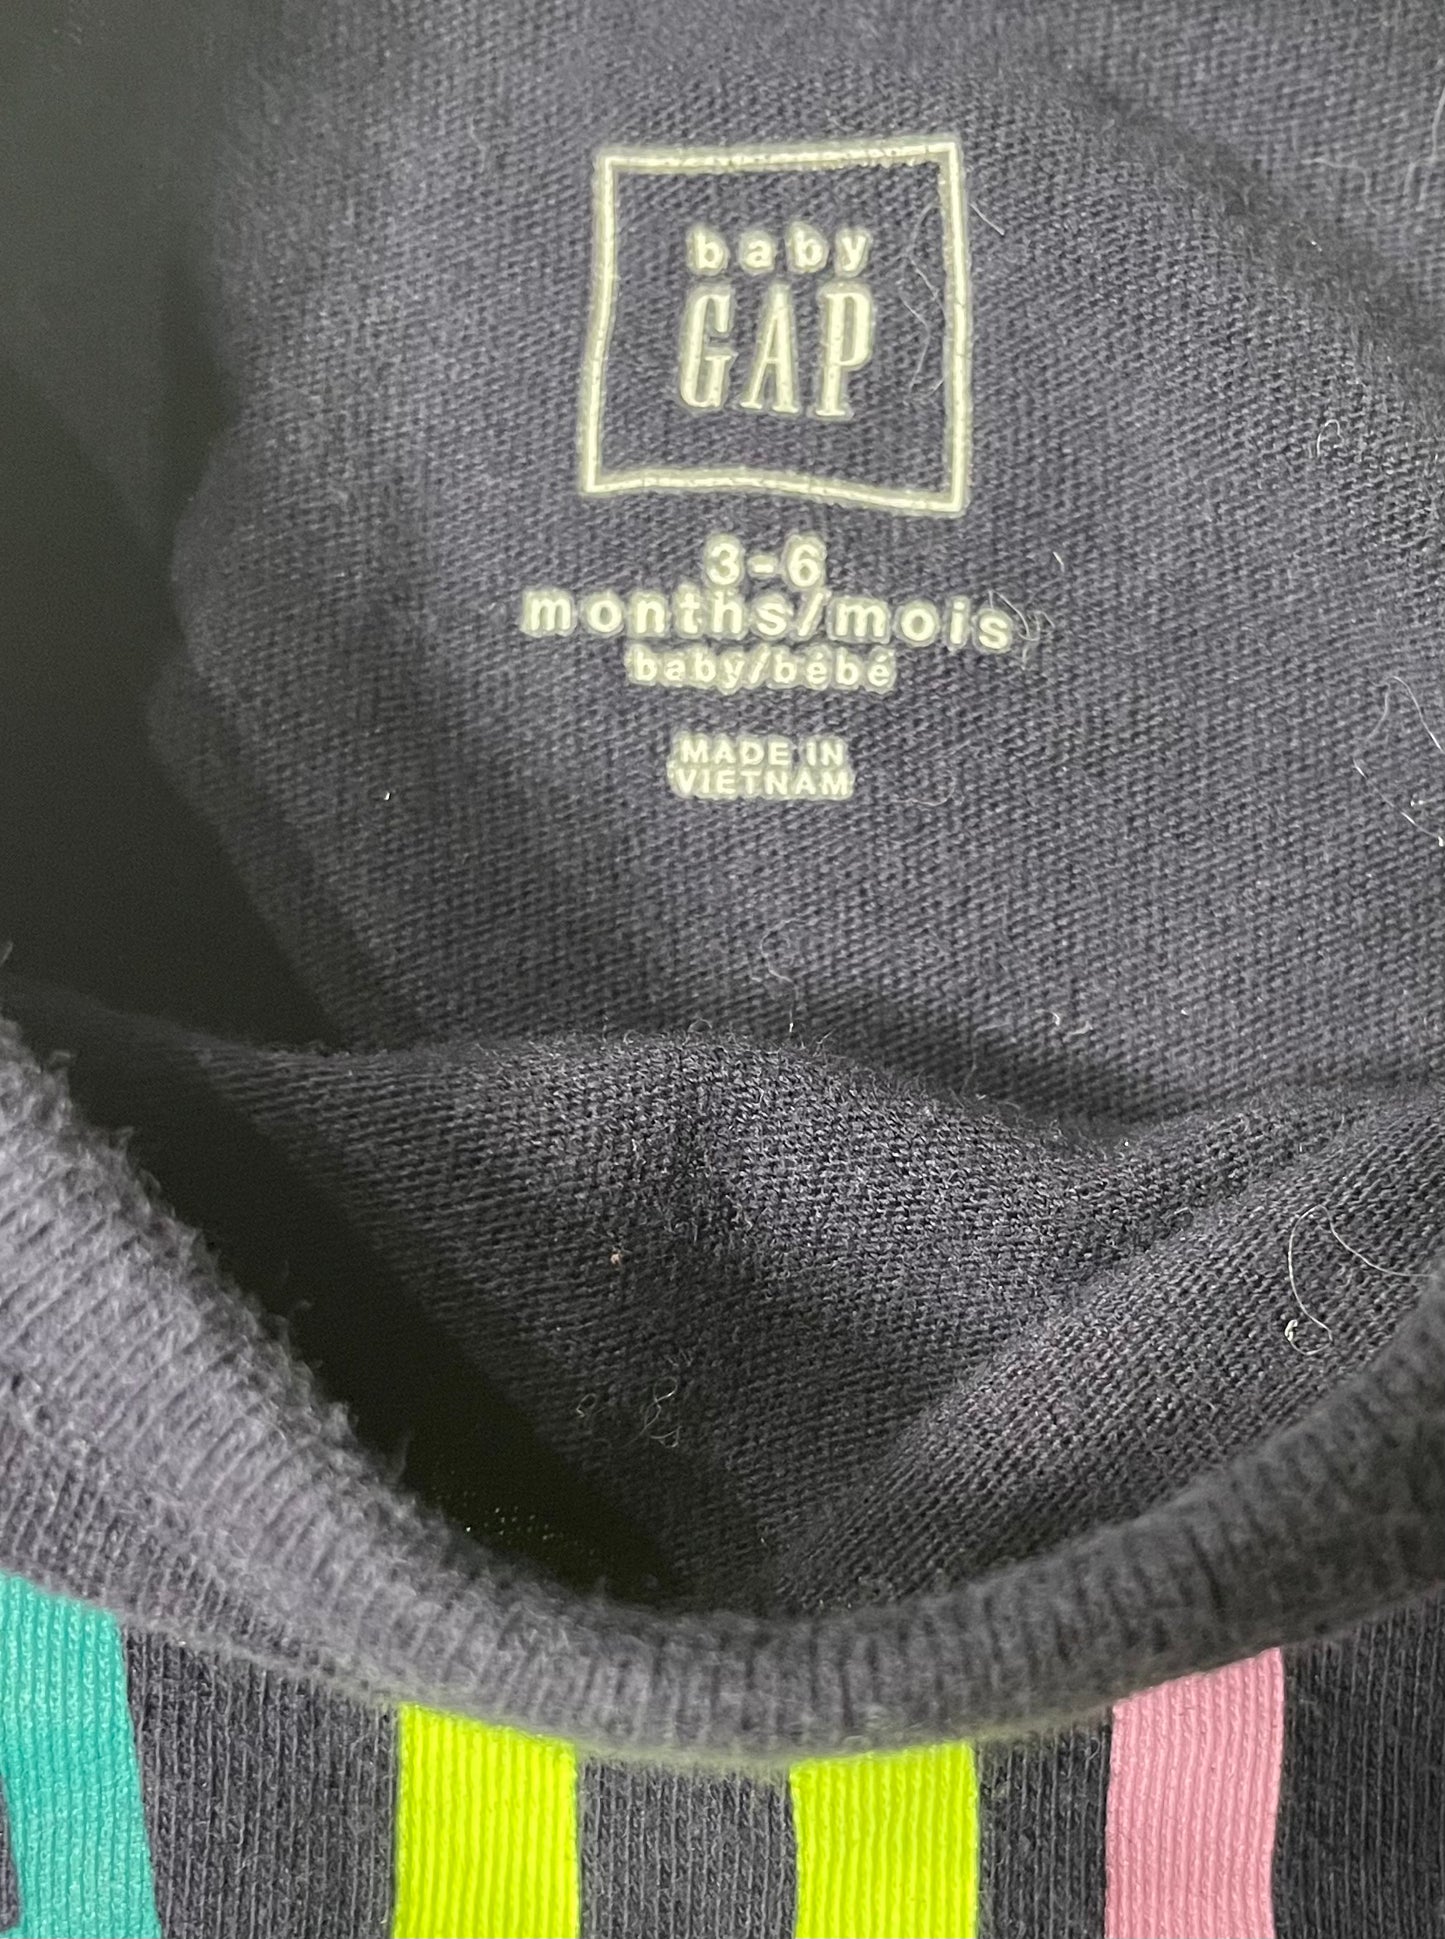 baby
GAP
3-6
months/mois
baby/bébé
MADE IN
VIETNAM